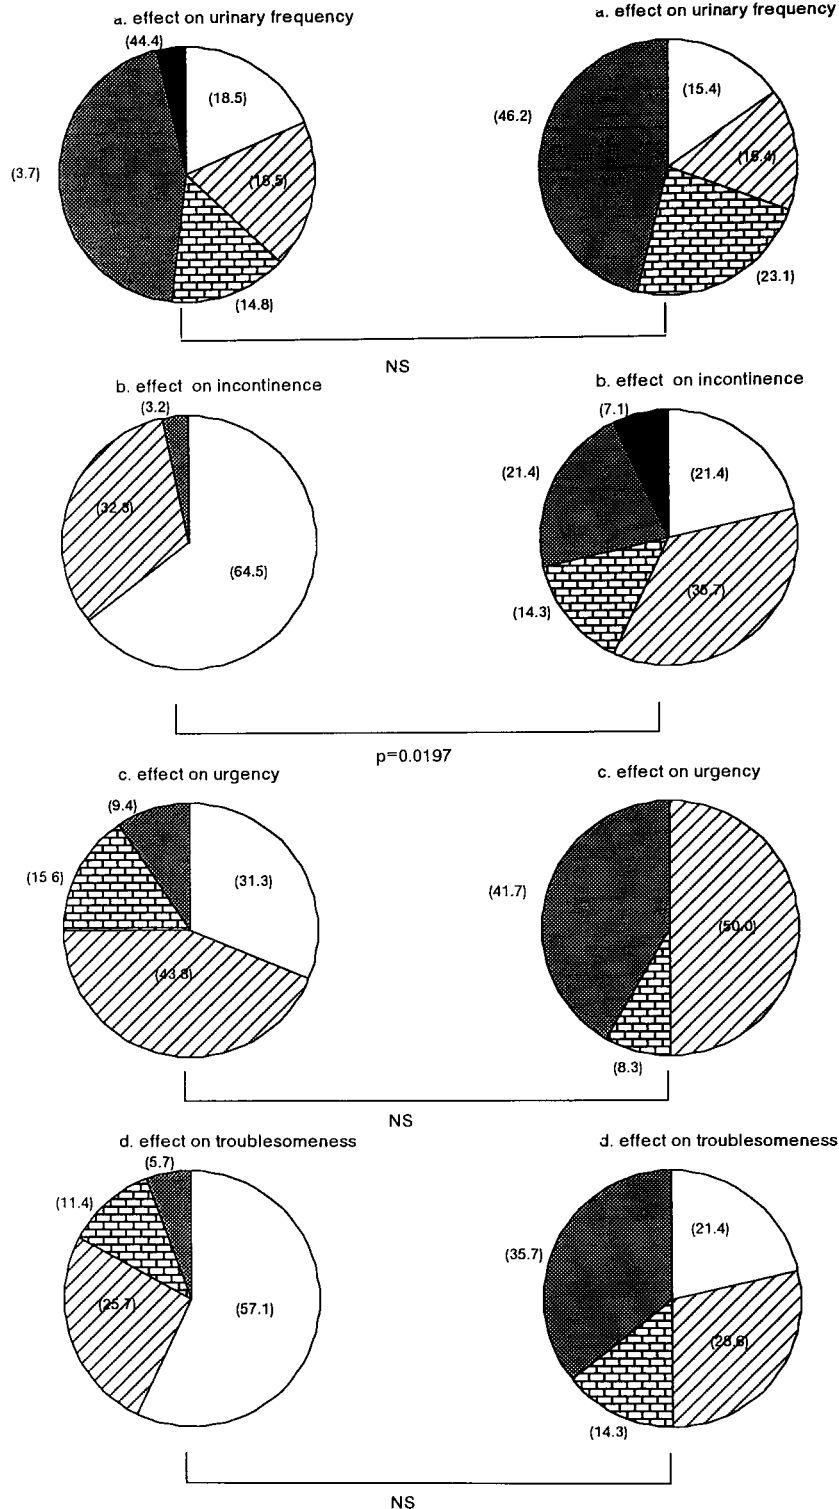 a. effect on urinary frequency
(44.4)
(18.5)
(3.7)
(18.5)
(14.8)
a. effect on urinary frequency
(46.2)
(15.4)
(15.4)
(23.1)
NS
b. effect on incontinence
(3.2)
(32.3)
(64.5)
b. effect on incontinence
(7.1)
(21.4)
(21.4)
(14.3)
(35.7)
p=0.0197
c. effect on urgency
(9.4)
(15 6)
(31.3)
(43.8)
c. effect on urgency
(41.7)
(50.0)
(8.3)
NS
d. effect on troublesomeness
(5.7)
(11.4)
(25.7)
(57.1)
d. effect on troublesomeness
(35.7)
(21.4)
(28.6)
(14.3)
NS